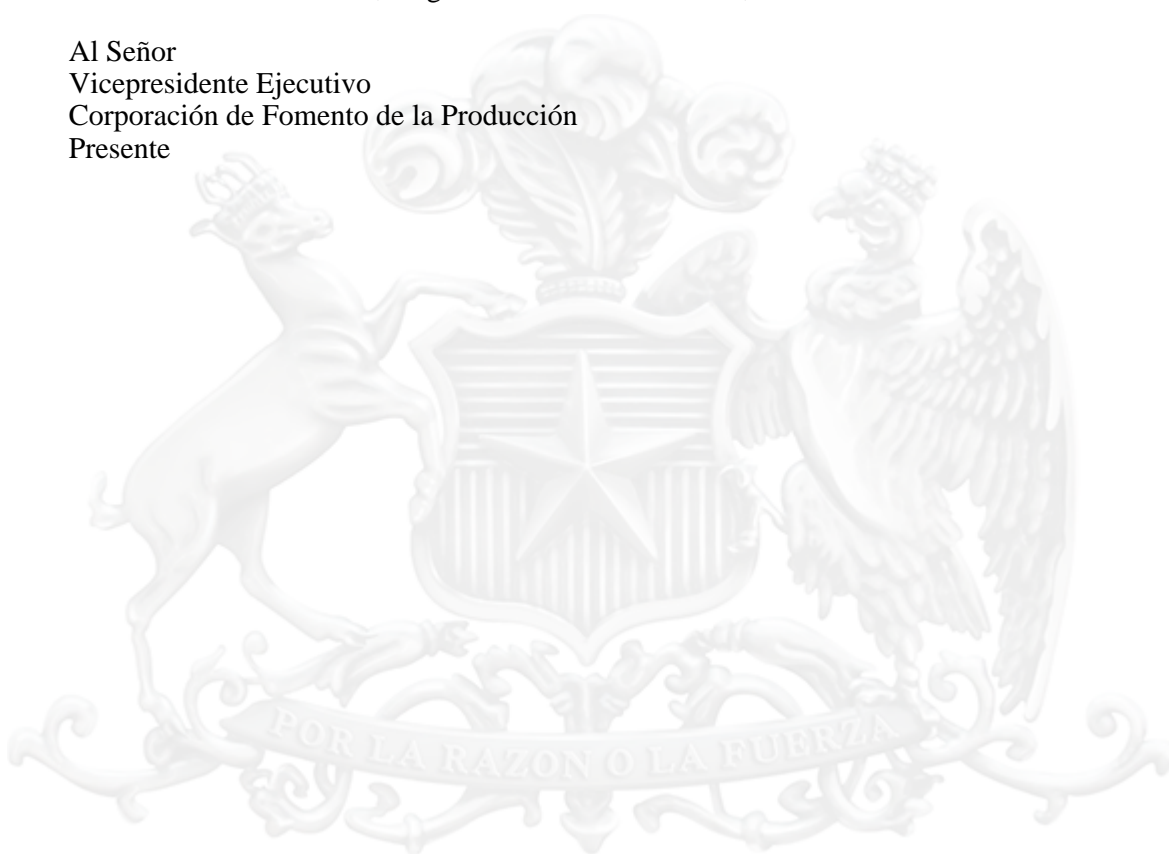 Al Señor
Vicepresidente Ejecutivo
Corporación de Fomento de la Producción
Presente
POR LA RAZON O LA FUERZA